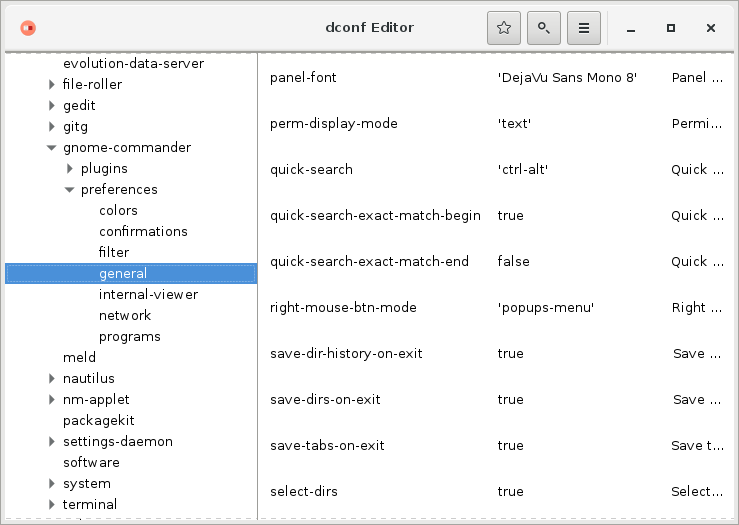 dconf Editor
evolution-data-server
file-roller
gedit
gitg
gnome-commander
plugins
preferences
colors
confirmations
filter
general
internal-viewer
network
programs
meld
nautilus
nm-applet
packagekit
settings-daemon
software
system
terminal
panel-font 'DejaVu Sans Mono 8' Panel ...
perm-display-mode 'text' Permi...
quick-search 'ctrl-alt' Quick ...
quick-search-exact-match-begin true Quick ...
quick-search-exact-match-end false Quick ...
right-mouse-btn-mode 'popups-menu' Right ...
save-dir-history-on-exit true Save ...
save-dirs-on-exit true Save ...
save-tabs-on-exit true Save t...
select-dirs true Select...